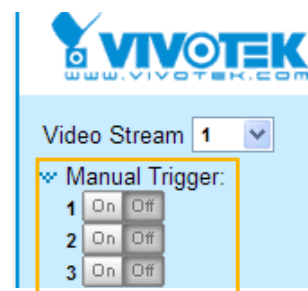 VIVOTEK
www.vivotek.com
Video Stream 1
Manual Trigger:
1 On Off
2 On Off
3 On Off